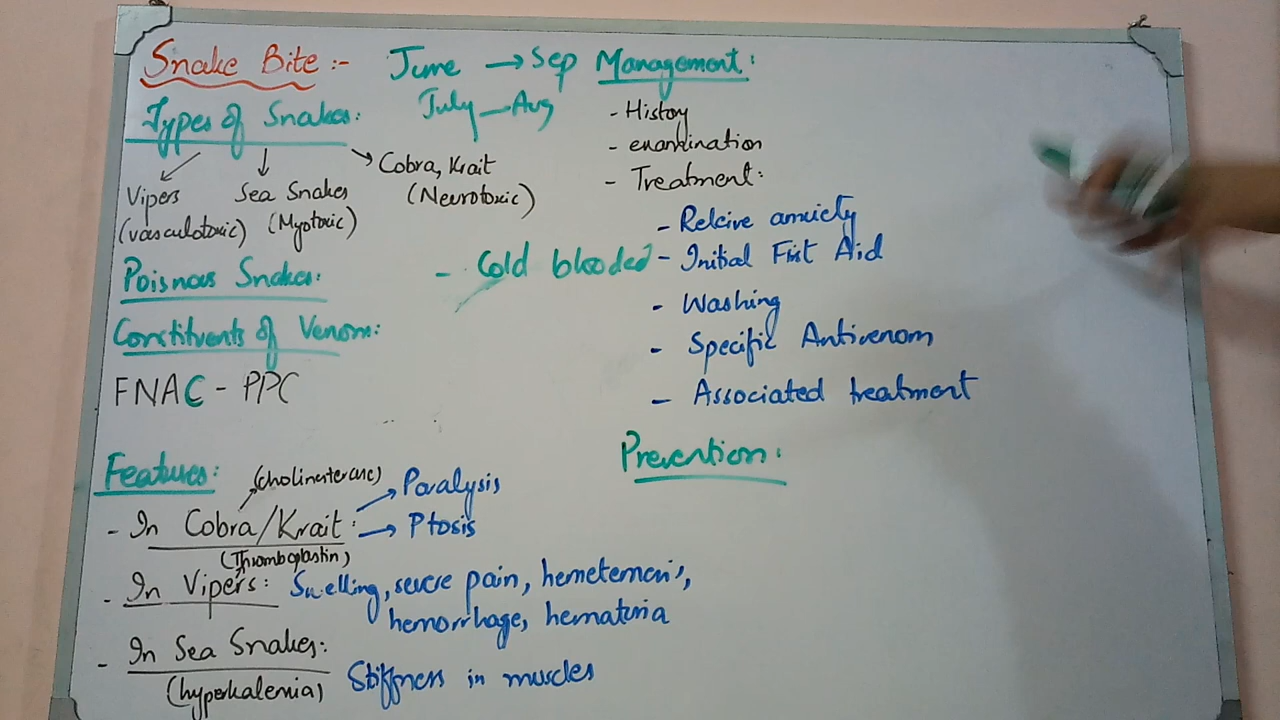 Snake Bite :- June → Sep
July - Aug
Types of Snakes:
Vipers
(vasculotoxic)
Sea Snakes
(Myotoxic)
Cobra, Krait
(Neurotoxic)
Poisnous Snakes:
- Cold blooded
Constituents of Venom:
FNAC - PPC
Features:
(cholinesterase)
- In Cobra/Krait: → Paralysis
→ Ptosis
(Thromboplastin)
- In Vipers: Swelling, severe pain, hemetemesis,
hemorrhage, hematuria
- In Sea Snakes:
(hyperkalemia) Stiffness in muscles
Management:
- History
- examination
- Treatment:
- Releive anxiety
- Initial First Aid
- Washing
- Specific Antivenom
- Associated treatment
Prevention: